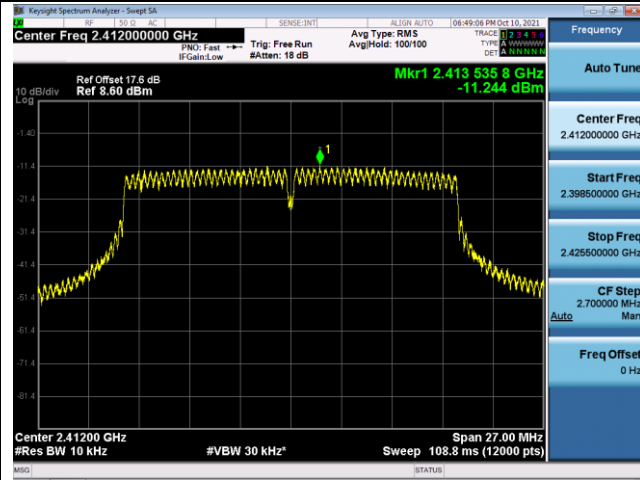 Keysight Spectrum Analyzer - Swept SA
RF 50 Ω AC SENSE:INT ALIGN AUTO 06:49:06 PM Oct 10, 2021
Center Freq 2.412000000 GHz
PNO: Fast
IFGain:Low
Trig: Free Run
#Atten: 18 dB
Avg Type: RMS
Avg|Hold: 100/100
TRACE 1 2 3 4 5 6
TYPE A WWWWW
DET A N N N N N
Frequency
Auto Tune
Mkr1 2.413 535 8 GHz
-11.244 dBm
Ref Offset 17.6 dB
10 dB/div Ref 8.60 dBm
Log
-1.40
-11.4
-21.4
-31.4
-41.4
-51.4
-61.4
-71.4
-81.4
1
Center Freq
2.412000000 GHz
Start Freq
2.398500000 GHz
Stop Freq
2.425500000 GHz
CF Step
2.700000 MHz
Auto Man
Freq Offset
0 Hz
Center 2.41200 GHz Span 27.00 MHz
#Res BW 10 kHz #VBW 30 kHz* Sweep 108.8 ms (12000 pts)
MSG STATUS